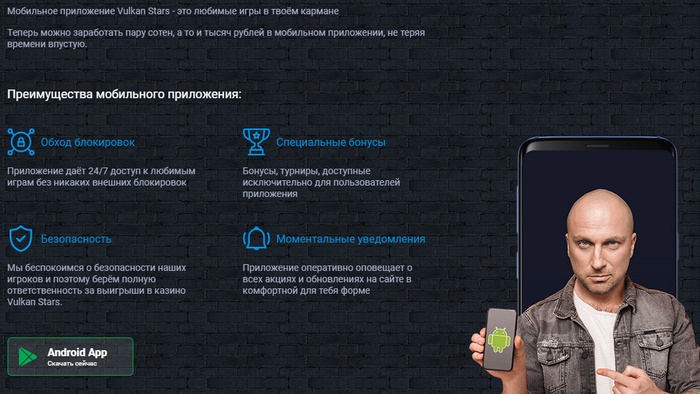 Мобильное приложение Vulkan Stars - это любимые игры в твоём кармане
Теперь можно заработать пару сотен, а то и тысяч рублей в мобильном приложении, не теряя
времени впустую.
Преимущества мобильного приложения:
Обход блокировок
Приложение даёт 24/7 доступ к любимым
играм без никаких внешних блокировок
Специальные бонусы
Бонусы, турниры, доступные
исключительно для пользователей
приложения
Безопасность
Мы беспокоимся о безопасности наших
игроков и поэтому берём полную
ответственность за выигрыши в казино
Vulkan Stars.
Моментальные уведомления
Приложение оперативно оповещает о
всех акциях и обновлениях на сайте в
комфортной для тебя форме
Android App
Скачать сейчас